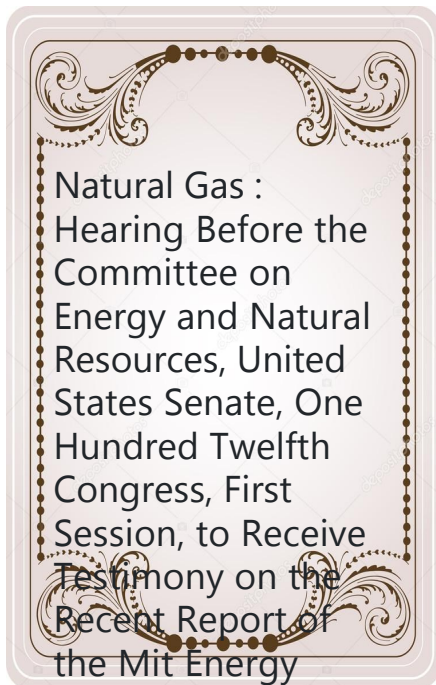 Natural Gas :
Hearing Before the
Committee on
Energy and Natural
Resources, United
States Senate, One
Hundred Twelfth
Congress, First
Session, to Receive
Testimony on the
Recent Report of
the Mit Energy